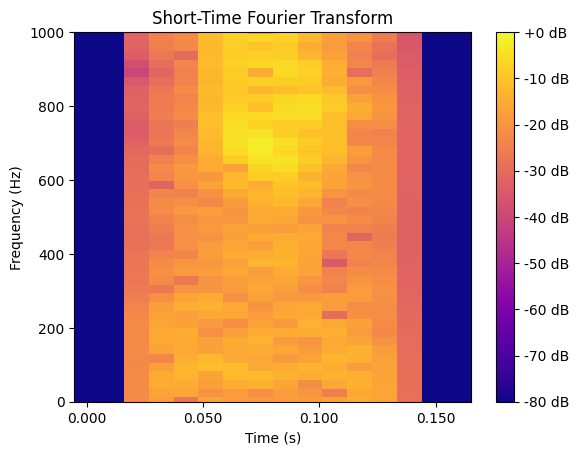 Short-Time Fourier Transform
1000
800
600
400
200
0
Frequency (Hz)
0.000
0.050
0.100
0.150
Time (s)
+0 dB
-10 dB
-20 dB
-30 dB
-40 dB
-50 dB
-60 dB
-70 dB
-80 dB